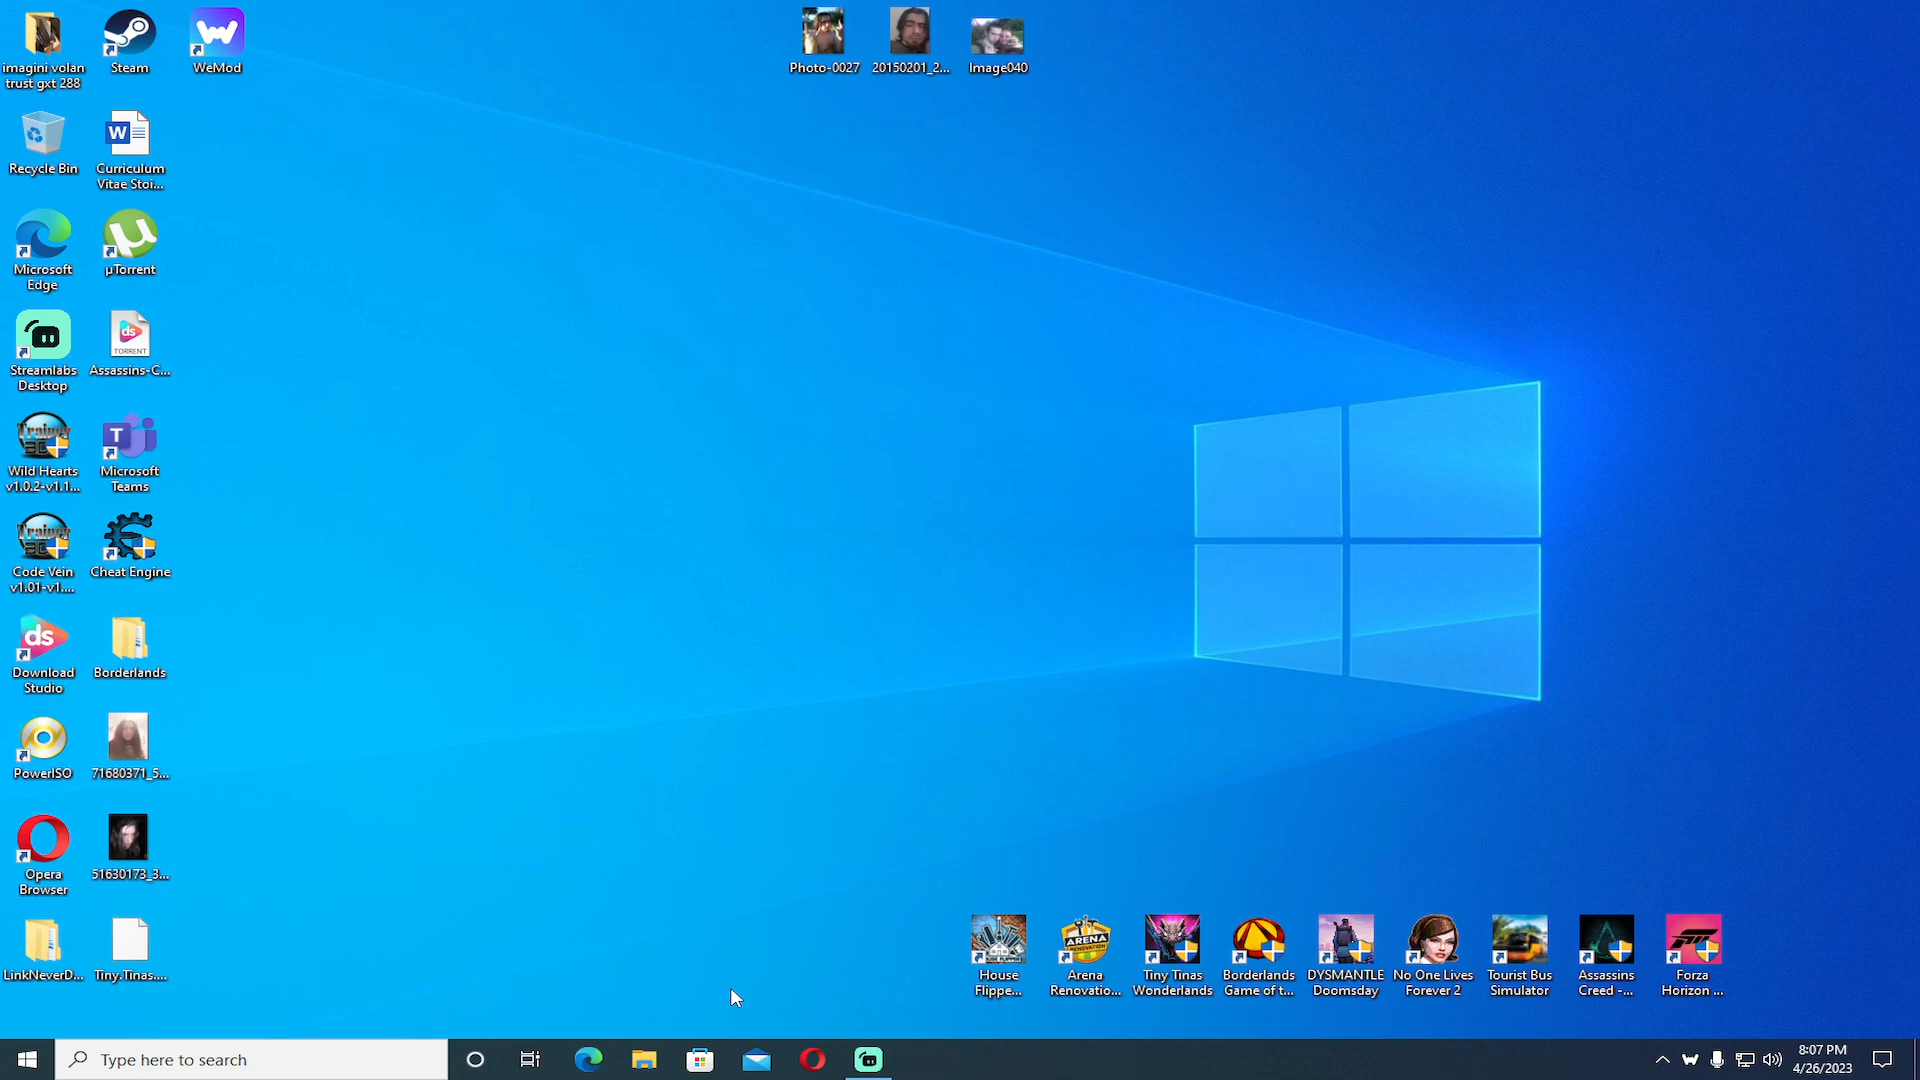 imagini volan
trust gxt 288
Steam
WeMod
Photo-0027
20150201_2...
Image040
Recycle Bin
Curriculum
Vitae Stoi...
Microsoft
Edge
µTorrent
Streamlabs
Desktop
TORRENT
Assassins-C...
Wild Hearts
v1.0.2-v1.1...
Microsoft
Teams
Code Vein
v1.01-v1....
Cheat Engine
ds
Download
Studio
Borderlands
PowerISO
71680371_5...
Opera
Browser
51630173_3...
LinkNeverD...
Tiny.Tinas....
House
Flippe...
ARENA
RENOVATION
Arena
Renovatio...
Tiny Tinas
Wonderlands
Borderlands
Game of t...
DYSMANTLE
Doomsday
No One Lives
Forever 2
Tourist Bus
Simulator
Assassins
Creed -...
Forza
Horizon ...
Type here to search
8:07 PM
4/26/2023